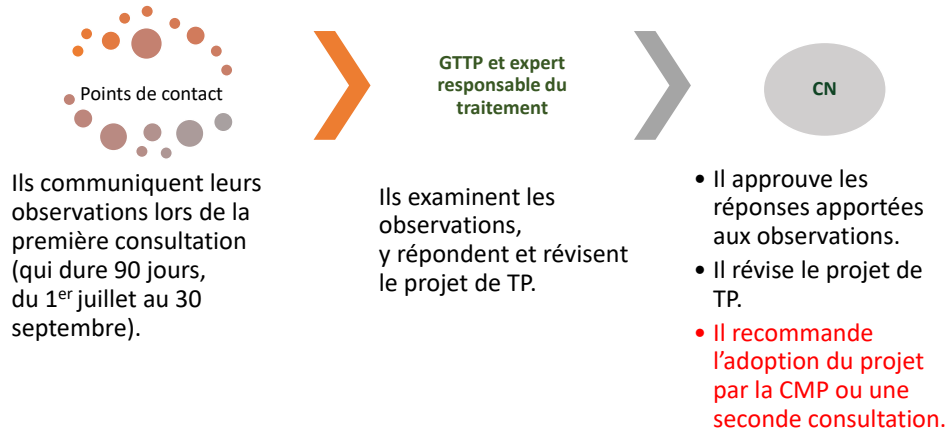 Points de contact
Ils communiquent leurs
observations lors de la
première consultation
(qui dure 90 jours,
du 1er juillet au 30
septembre).
GTTP et expert
responsable du
traitement
Ils examinent les
observations,
y répondent et révisent
le projet de TP.
CN
• Il approuve les
réponses apportées
aux observations.
• Il révise le projet de
TP.
• Il recommande
l’adoption du projet
par la CMP ou une
seconde consultation.